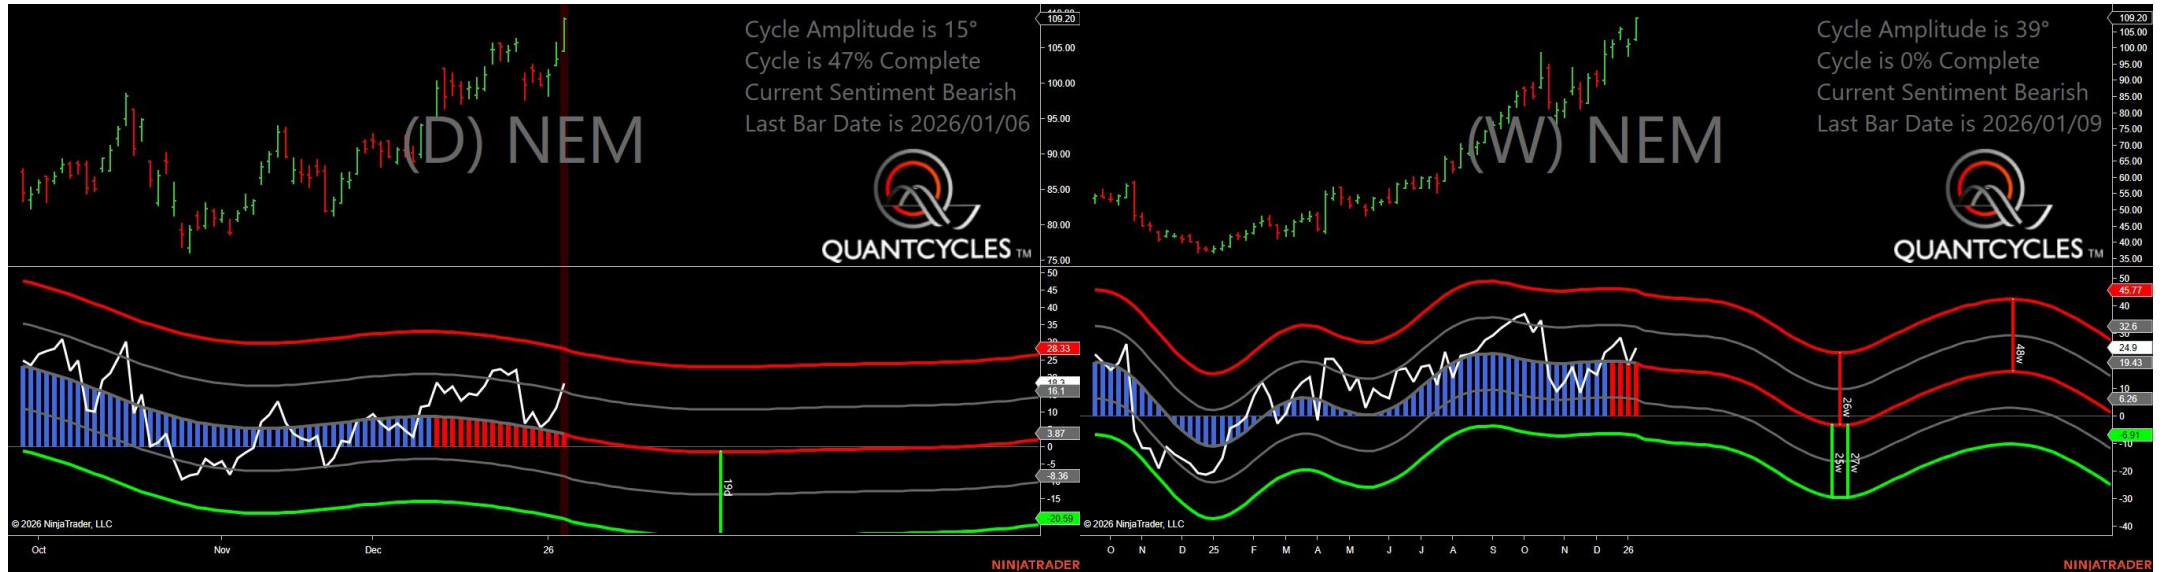 Cycle Amplitude is 15°
Cycle is 47% Complete
Current Sentiment Bearish
Last Bar Date is 2026/01/06
(D) NEM
QUANTCYCLES TM
109.20
105.00
100.00
95.00
90.00
85.00
80.00
75.00
50
45
40
35
30
28.33
25
18.3
16.1
10
5
3.87
0
-5
-8.36
-15
-20.59
19d
© 2026 NinjaTrader, LLC
Oct Nov Dec 26
NINJATRADER
Cycle Amplitude is 39°
Cycle is 0% Complete
Current Sentiment Bearish
Last Bar Date is 2026/01/09
(W) NEM
QUANTCYCLES TM
109.20
105.00
100.00
95.00
90.00
85.00
80.00
75.00
70.00
65.00
60.00
55.00
50.00
45.00
40.00
35.00
50
45.77
40
32.6
24.9
19.43
10
6.26
0
-6.91
-10
-20
-30
-40
48w
26w
25w
27w
© 2026 NinjaTrader, LLC
O N D 25 F M A M J J A S O N D 26
NINJATRADER